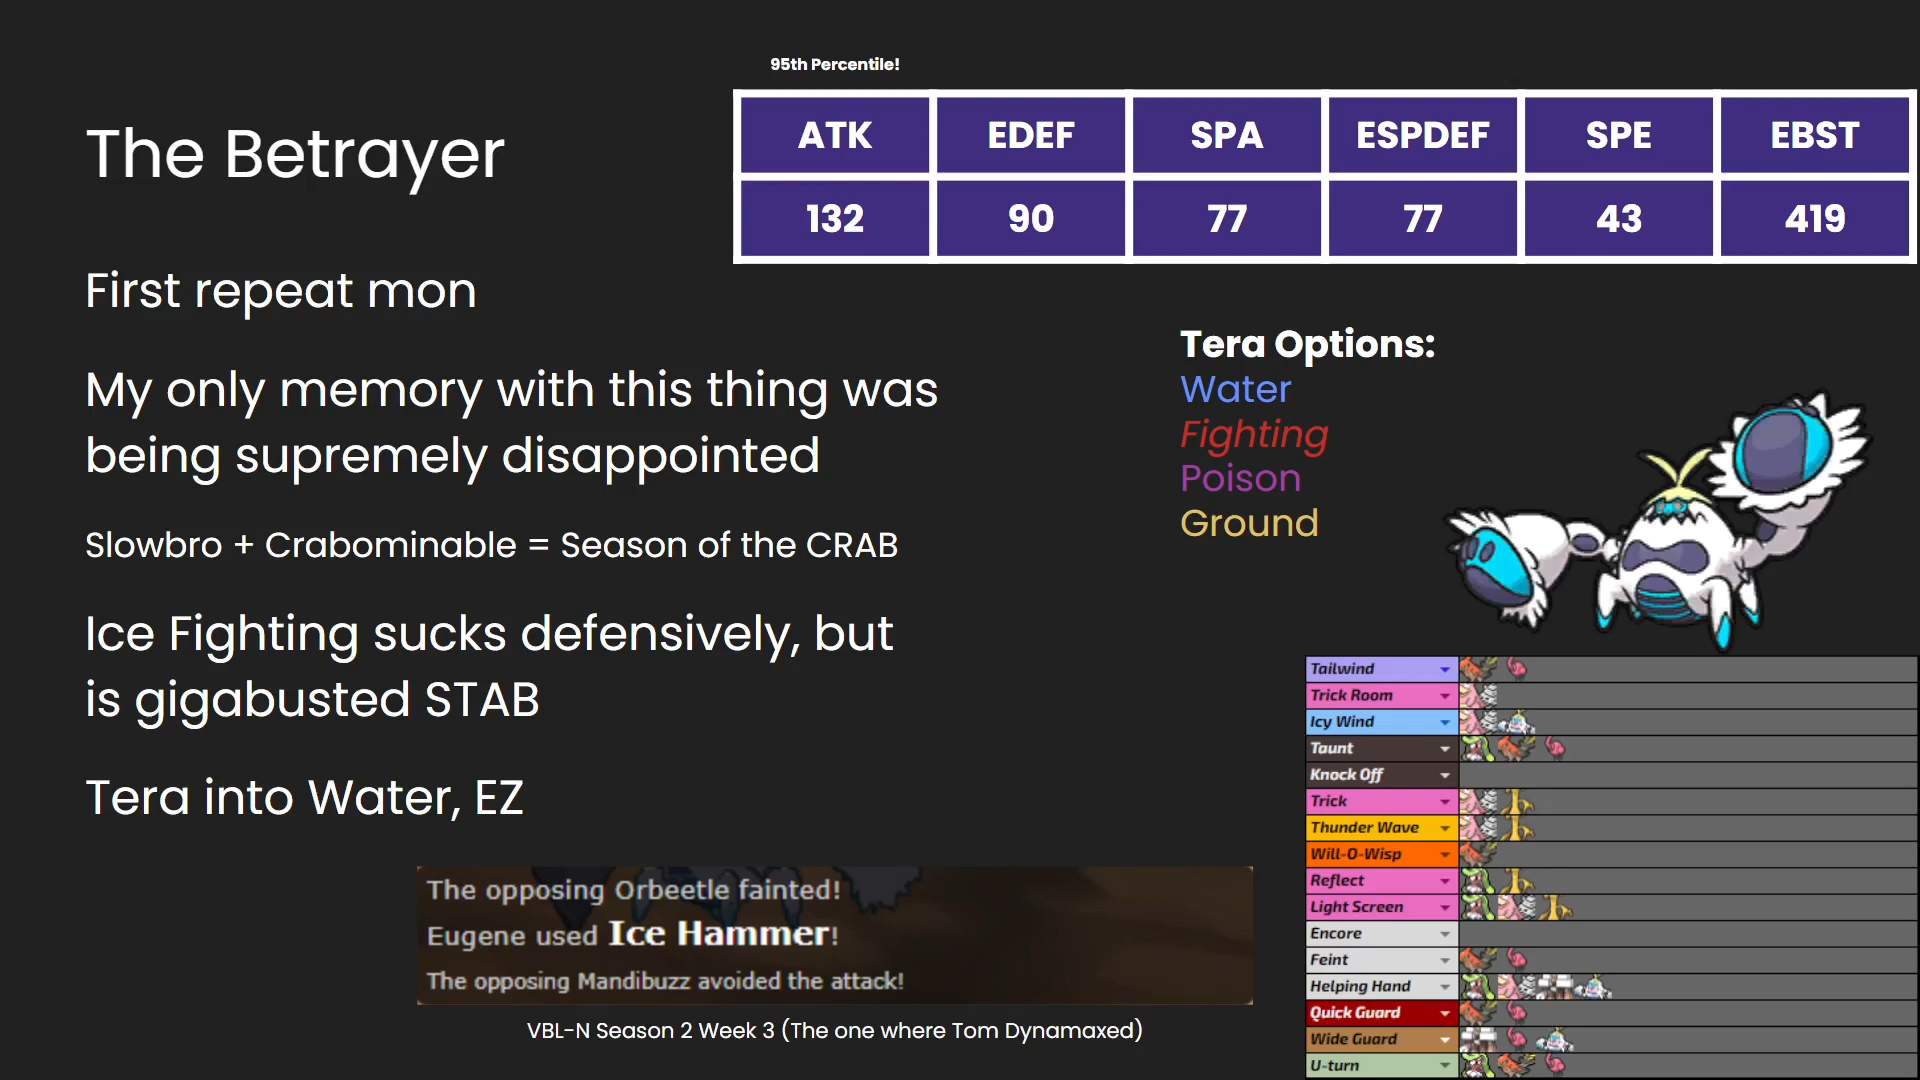 95th Percentile!
The Betrayer
ATK EDEF SPA ESPDEF SPE EBST
132 90 77 77 43 419
First repeat mon
My only memory with this thing was
being supremely disappointed
Slowbro + Crabominable = Season of the CRAB
Ice Fighting sucks defensively, but
is gigabusted STAB
Tera into Water, EZ
Tera Options:
Water
Fighting
Poison
Ground
Tailwind
Trick Room
Icy Wind
Taunt
Knock Off
Trick
Thunder Wave
Will-O-Wisp
Reflect
Light Screen
Encore
Feint
Helping Hand
Quick Guard
Wide Guard
U-turn
The opposing Orbeetle fainted!
Eugene used Ice Hammer!
The opposing Mandibuzz avoided the attack!
VBL-N Season 2 Week 3 (The one where Tom Dynamaxed)